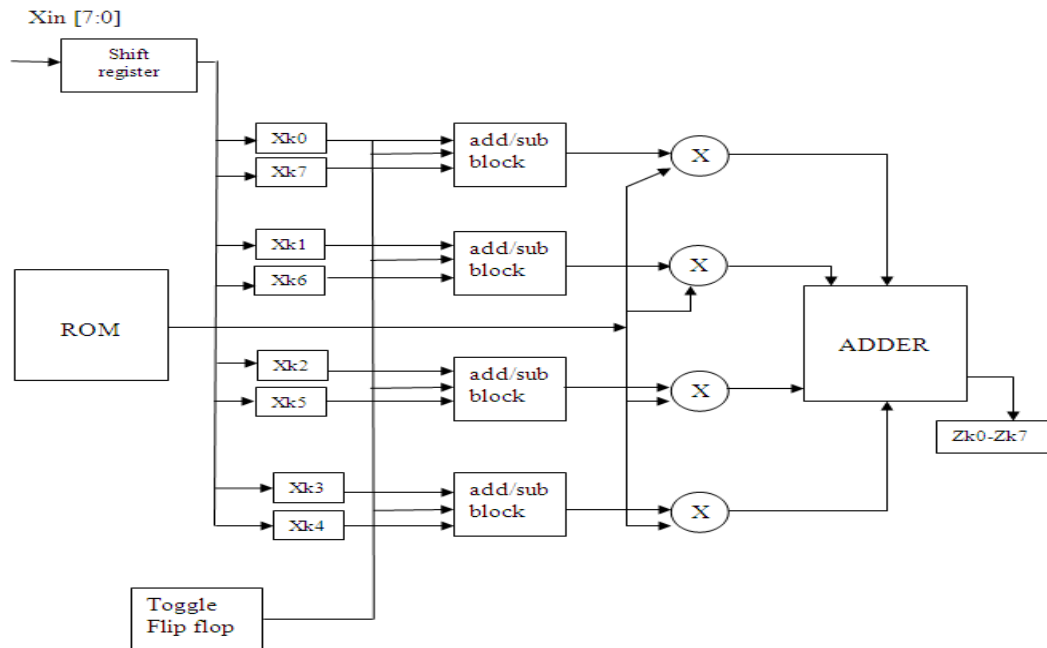 Xin [7:0]
Shift
register
Xk0
Xk7
add/sub
block
X
Xk1
Xk6
add/sub
block
X
ROM
ADDER
Xk2
Xk5
add/sub
block
X
Zk0-Zk7
Xk3
Xk4
add/sub
block
X
Toggle
Flip flop